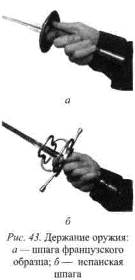 а
б
Рис. 43. Держание оружия:
а — шпага французского
образца; б — испанская
шпага